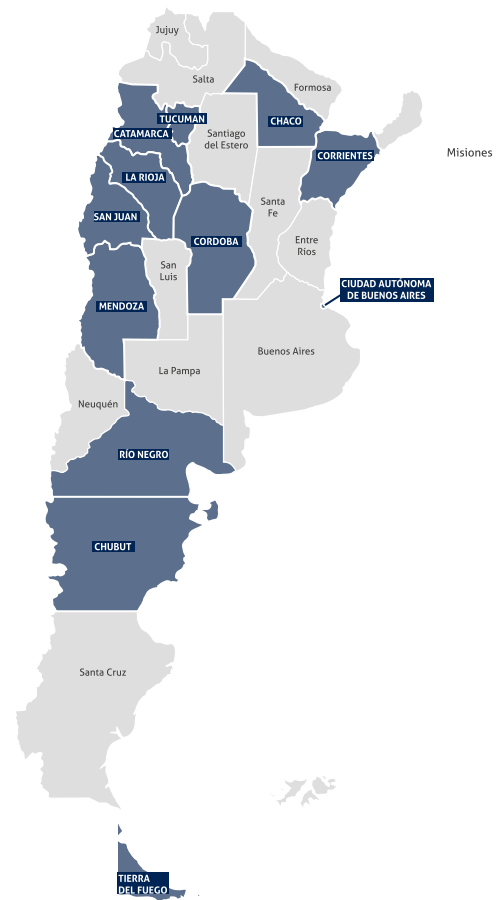 Jujuy
Salta
Formosa
TUCUMAN
CHACO
CATAMARCA
Santiago
del Estero
CORRIENTES
Misiones
LA RIOJA
Santa
Fe
SAN JUAN
CORDOBA
Entre
Ríos
San
Luis
CIUDAD AUTÓNOMA
DE BUENOS AIRES
MENDOZA
Buenos Aires
La Pampa
Neuquén
RÍO NEGRO
CHUBUT
Santa Cruz
TIERRA
DEL FUEGO